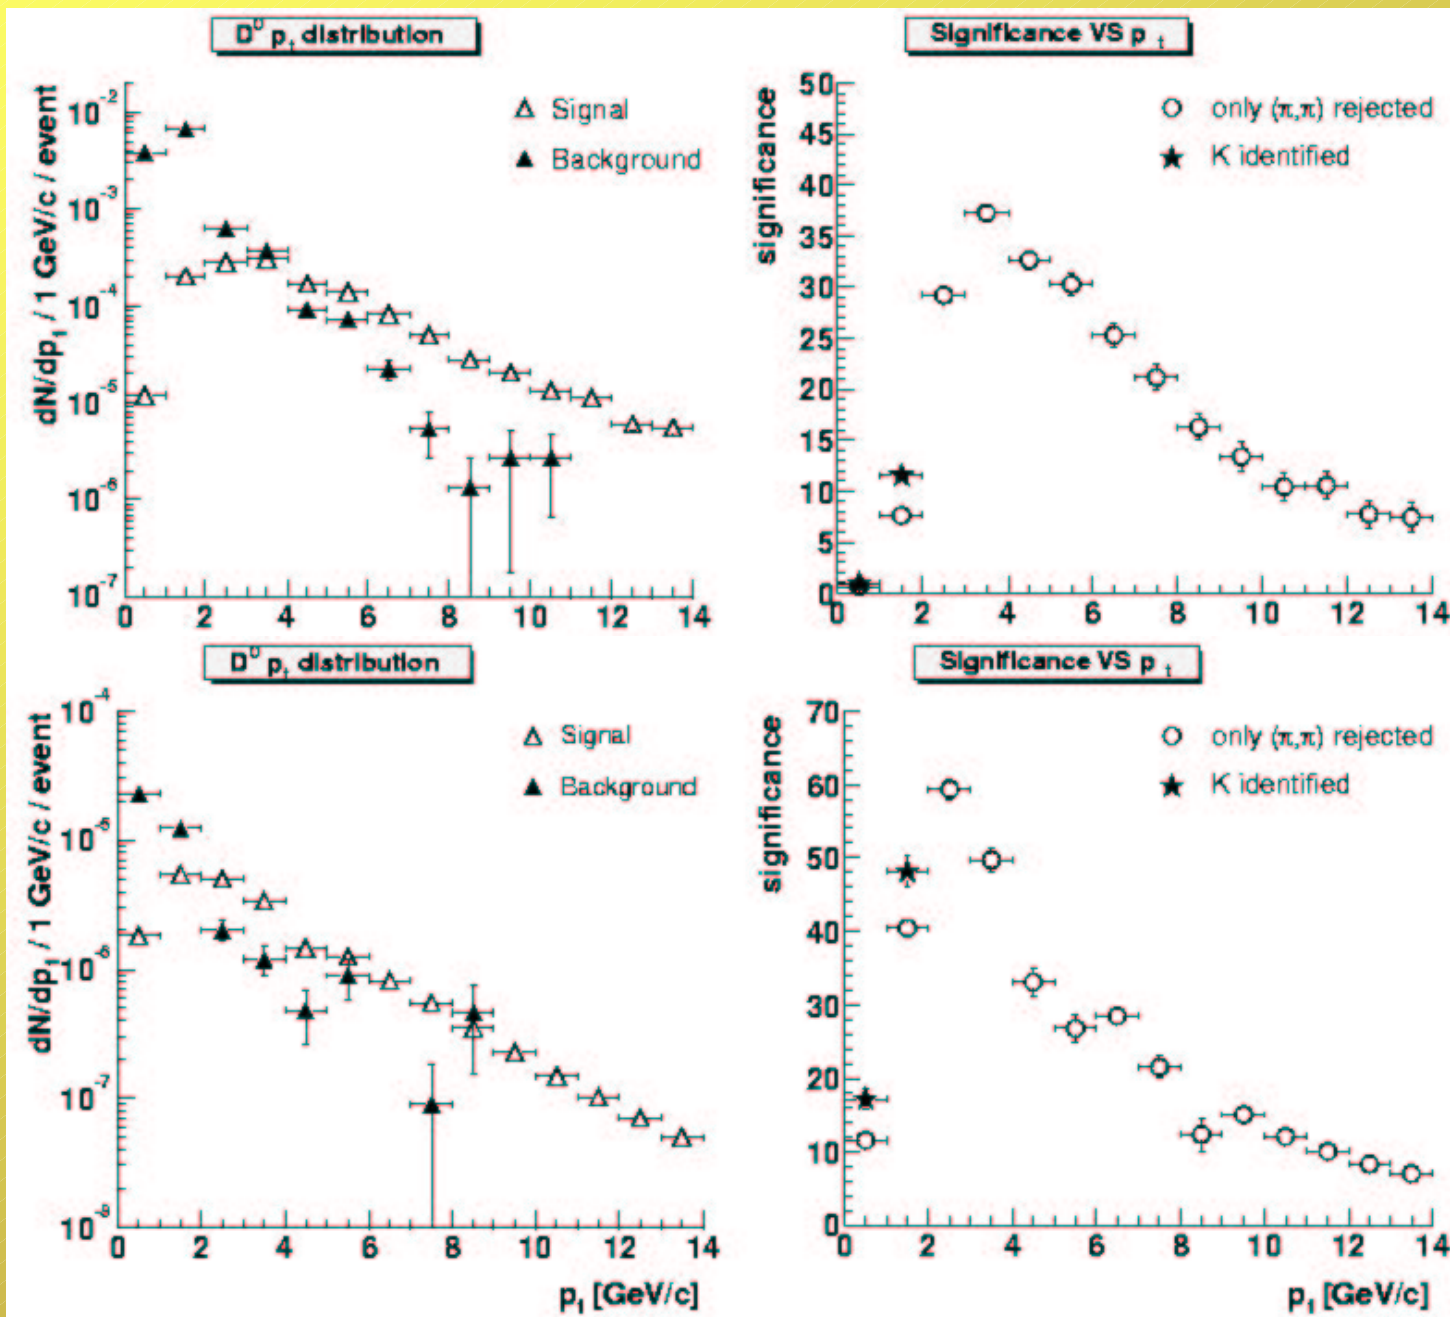 D⁰ pₜ distribution
dN/dpₜ / 1 GeV/c / event
Signal
Background
10⁻²
10⁻³
10⁻⁴
10⁻⁵
10⁻⁶
10⁻⁷
0 2 4 6 8 10 12 14
Significance VS p ₜ
significance
only (π,π) rejected
K identified
50
45
40
35
30
25
20
15
10
5
0
0 2 4 6 8 10 12 14
D⁰ pₜ distribution
dN/dpₜ / 1 GeV/c / event
Signal
Background
10⁻⁴
10⁻⁵
10⁻⁶
10⁻⁷
10⁻⁸
0 2 4 6 8 10 12 14
pₜ [GeV/c]
Significance VS p ₜ
significance
only (π,π) rejected
K identified
70
60
50
40
30
20
10
0
0 2 4 6 8 10 12 14
pₜ [GeV/c]